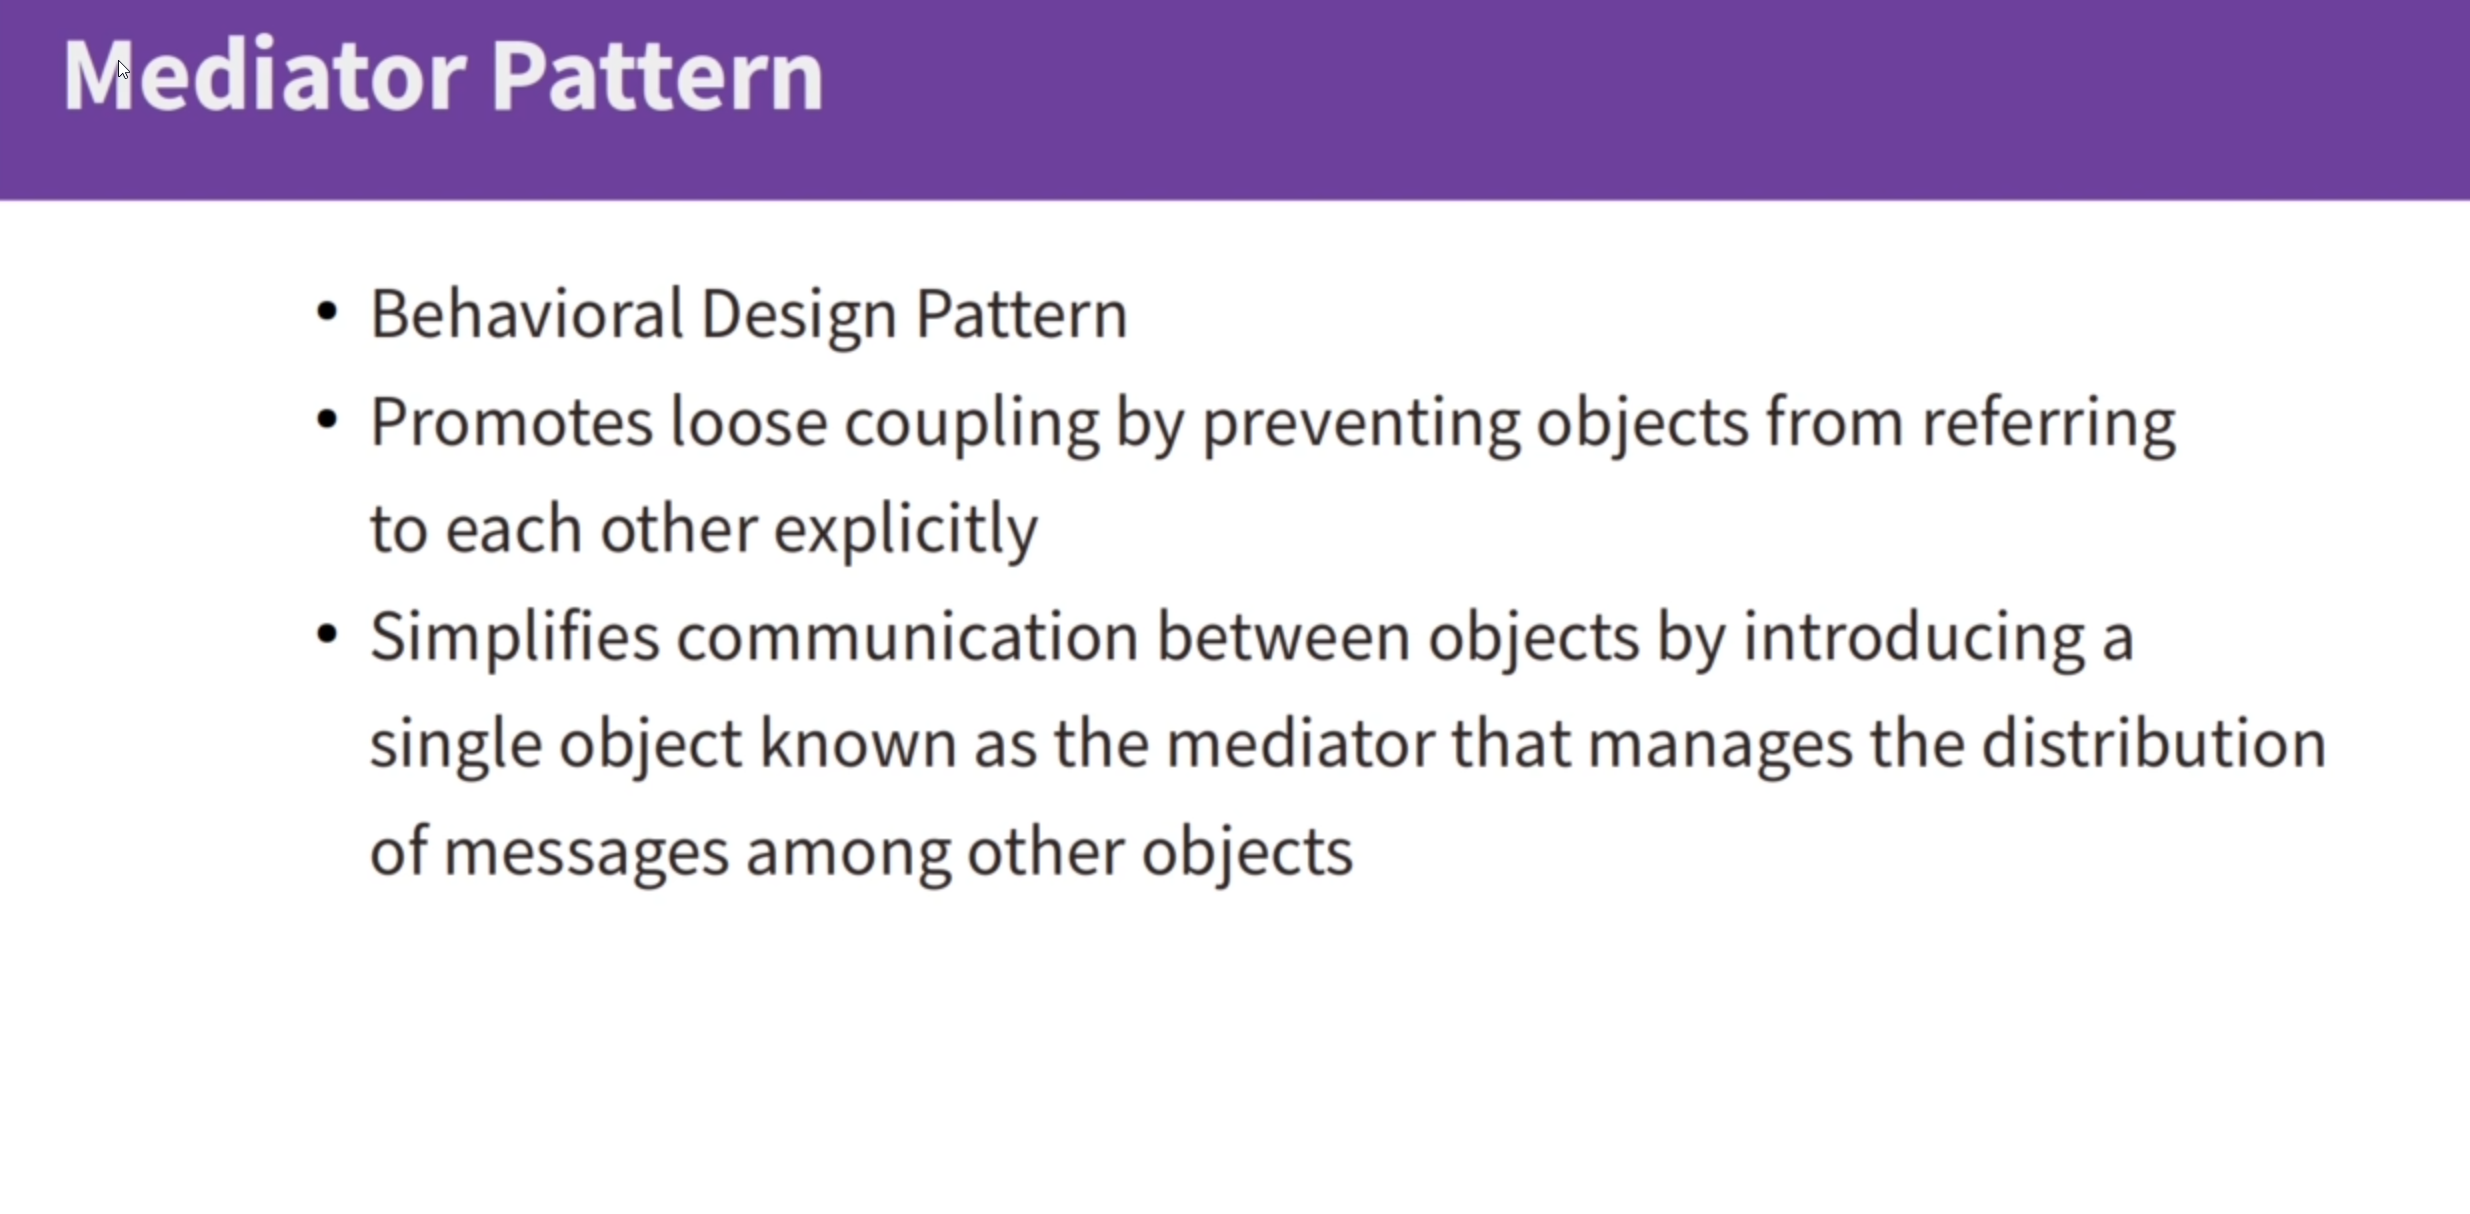 Mediator Pattern
• Behavioral Design Pattern
• Promotes loose coupling by preventing objects from referring
to each other explicitly
• Simplifies communication between objects by introducing a
single object known as the mediator that manages the distribution
of messages among other objects